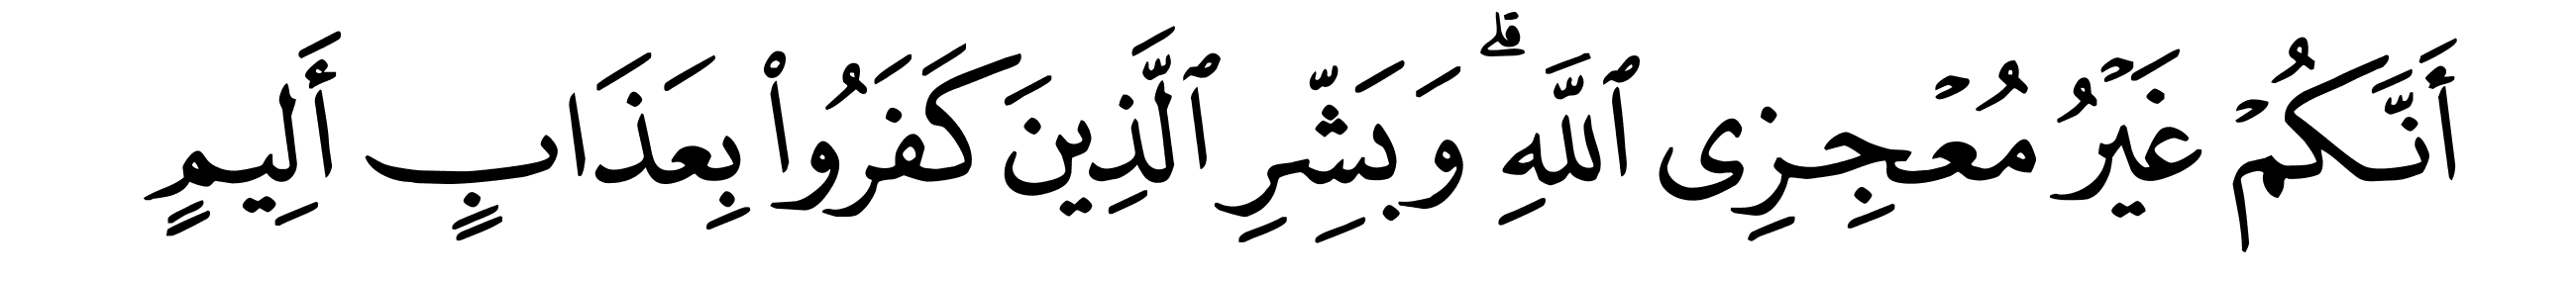 أَنَّكُمۡ غَيۡرُ مُعۡجِزِي ٱللَّهِۗ وَبَشِّرِ ٱلَّذِينَ كَفَرُواْ بِعَذَابٍ أَلِيمٍ